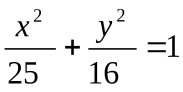 x²/25 + y²/16 = 1